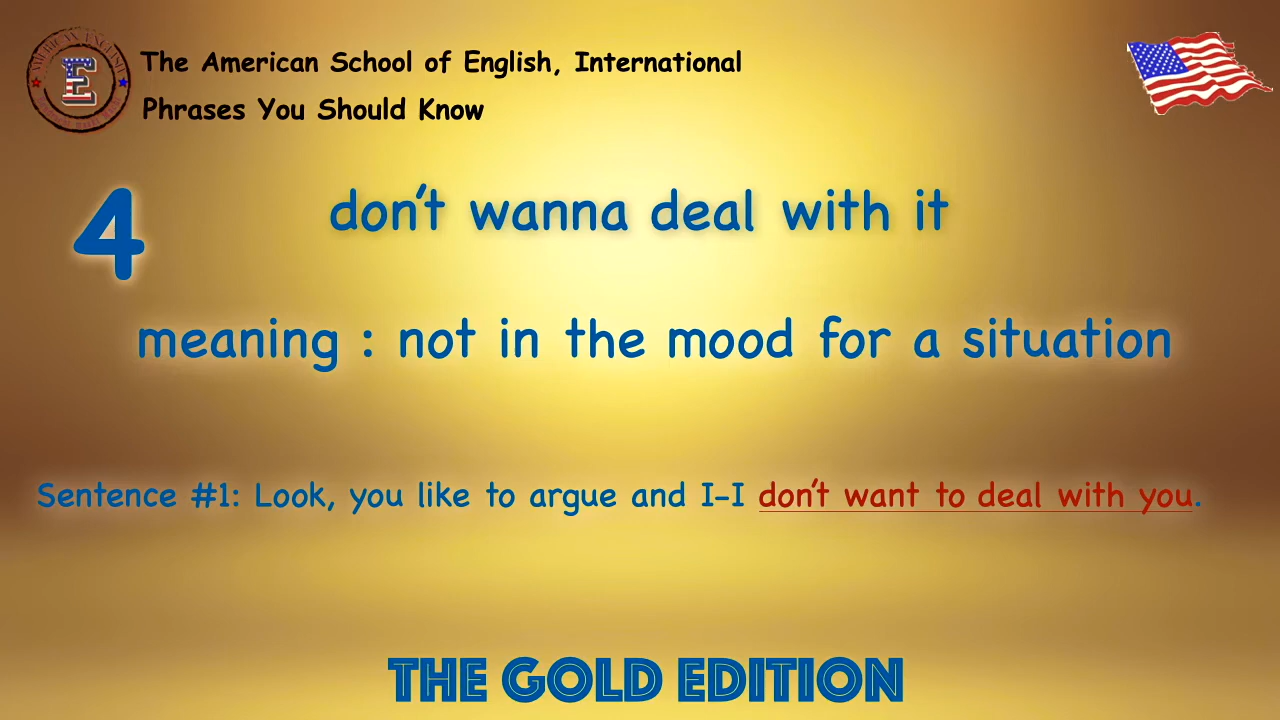 AMERICAN ENGLISH
E
The American School of English, International
Phrases You Should Know
4
don't wanna deal with it
meaning : not in the mood for a situation
Sentence #1: Look, you like to argue and I-I don't want to deal with you.
THE GOLD EDITION